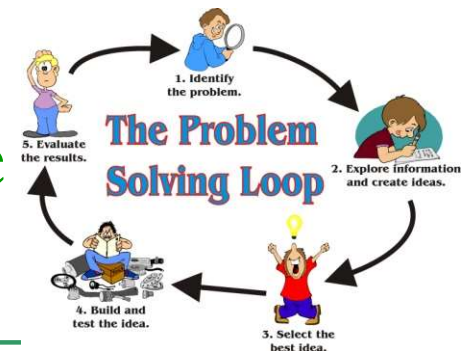 The Problem
Solving Loop
1. Identify
the problem.
2. Explore information
and create ideas.
3. Select the
best idea.
4. Build and
test the idea.
5. Evaluate
the results.